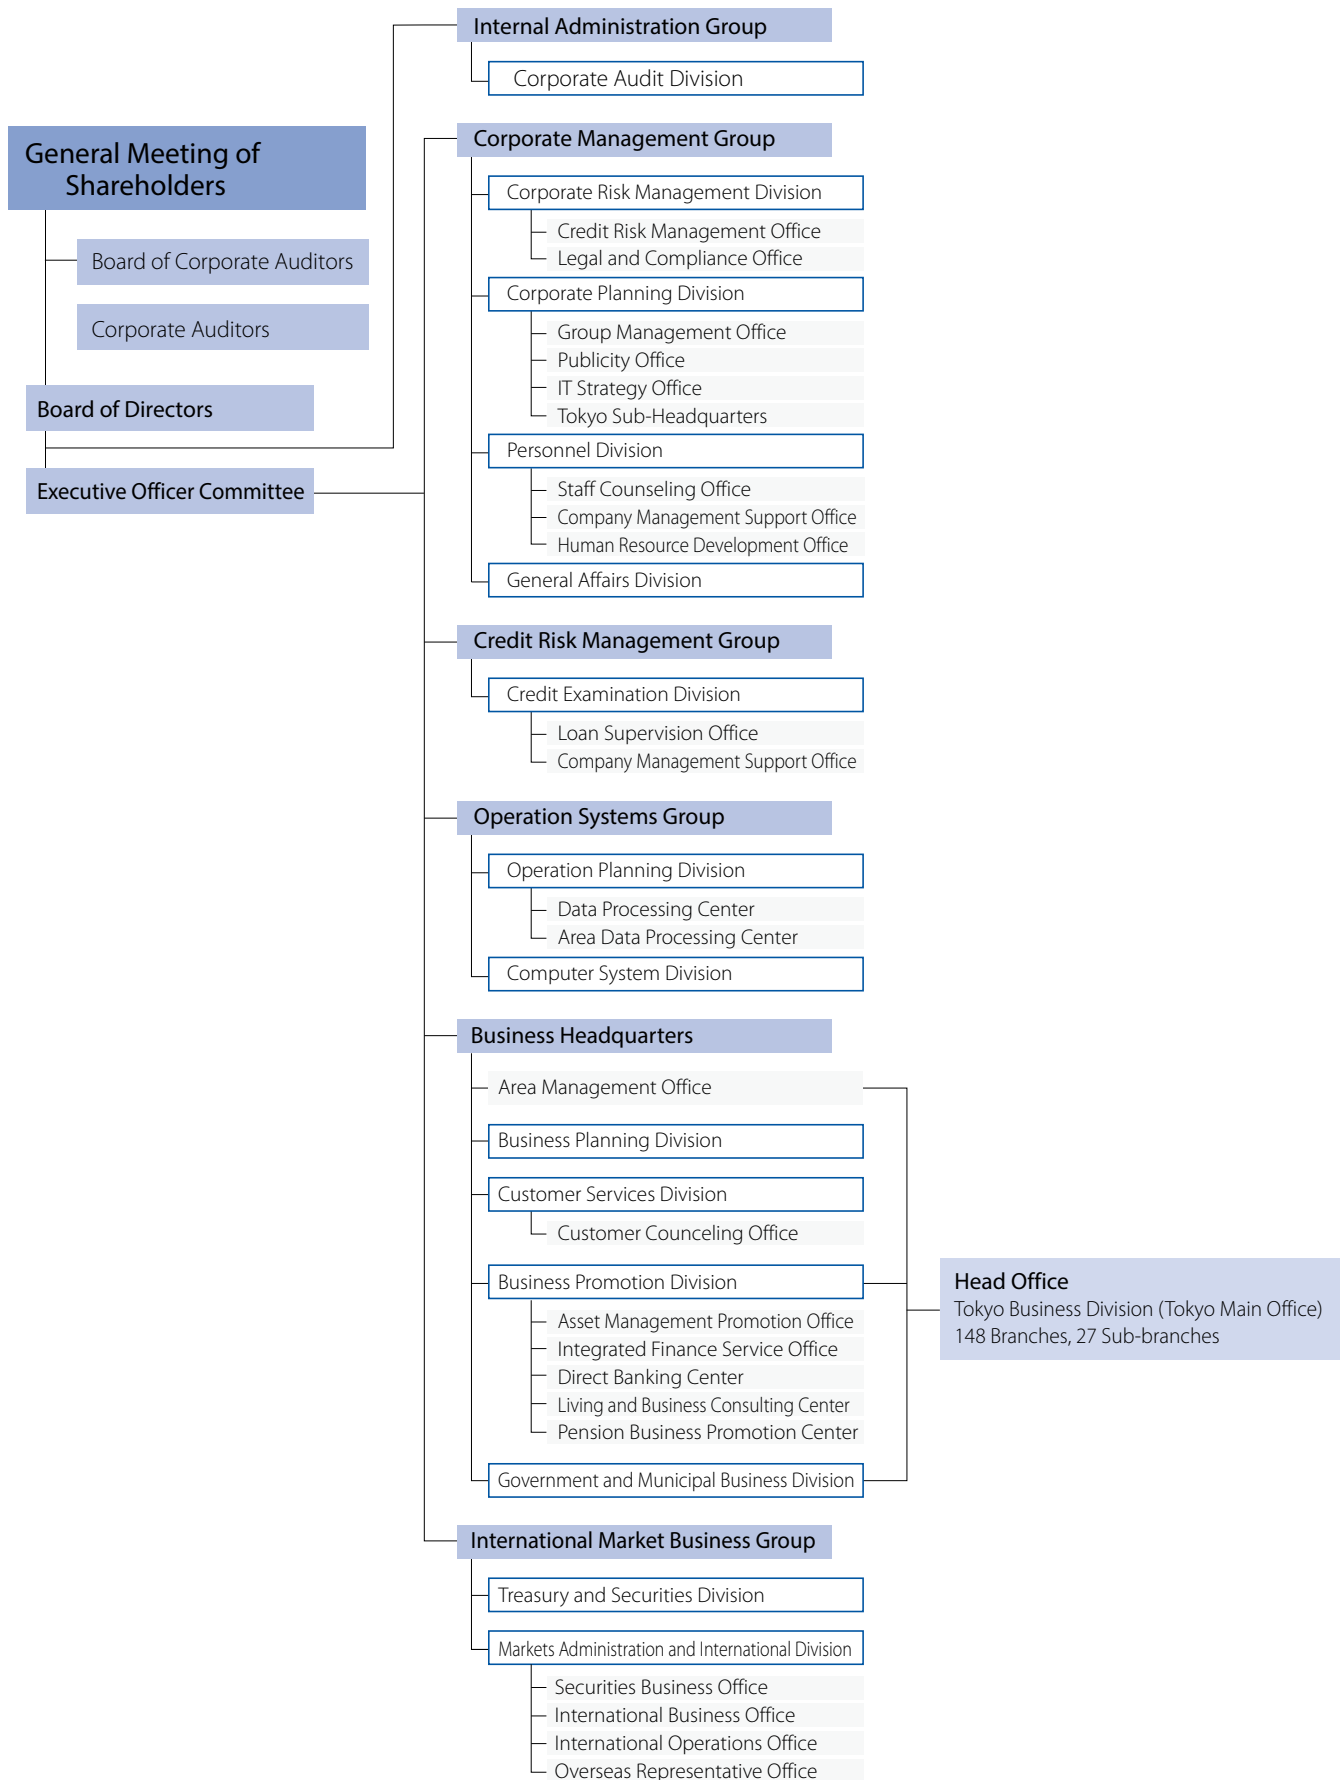 General Meeting of
Shareholders
Board of Corporate Auditors
Corporate Auditors
Board of Directors
Executive Officer Committee
Internal Administration Group
Corporate Audit Division
Corporate Management Group
Corporate Risk Management Division
Credit Risk Management Office
Legal and Compliance Office
Corporate Planning Division
Group Management Office
Publicity Office
IT Strategy Office
Tokyo Sub-Headquarters
Personnel Division
Staff Counseling Office
Company Management Support Office
Human Resource Development Office
General Affairs Division
Credit Risk Management Group
Credit Examination Division
Loan Supervision Office
Company Management Support Office
Operation Systems Group
Operation Planning Division
Data Processing Center
Area Data Processing Center
Computer System Division
Business Headquarters
Area Management Office
Business Planning Division
Customer Services Division
Customer Counceling Office
Business Promotion Division
Asset Management Promotion Office
Integrated Finance Service Office
Direct Banking Center
Living and Business Consulting Center
Pension Business Promotion Center
Government and Municipal Business Division
Head Office
Tokyo Business Division (Tokyo Main Office)
148 Branches, 27 Sub-branches
International Market Business Group
Treasury and Securities Division
Markets Administration and International Division
Securities Business Office
International Business Office
International Operations Office
Overseas Representative Office